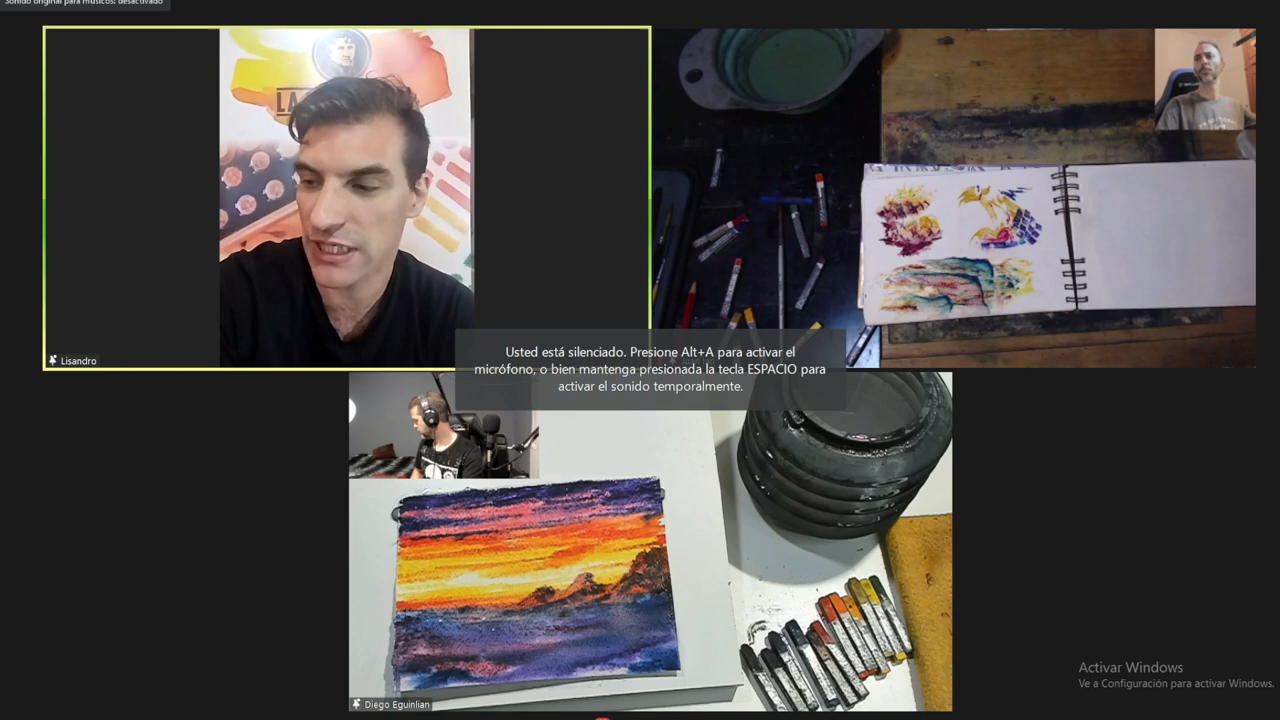 Sonido original para músicos: desactivado
LA
Lisandro
Usted está silenciado. Presione Alt+A para activar el
micrófono, o bien mantenga presionada la tecla ESPACIO para
activar el sonido temporalmente.
Diego Eguinlian
Activar Windows
Ve a Configuración para activar Windows.